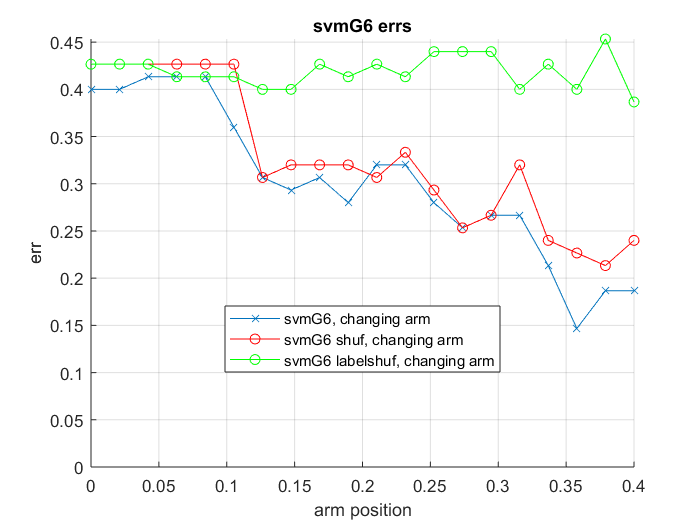 svmG6 errs
0.45
0.4
0.35
0.3
0.25
0.2
0.15
0.1
0.05
0
err
svmG6, changing arm
svmG6 shuf, changing arm
svmG6 labelshuf, changing arm
0 0.05 0.1 0.15 0.2 0.25 0.3 0.35 0.4
arm position